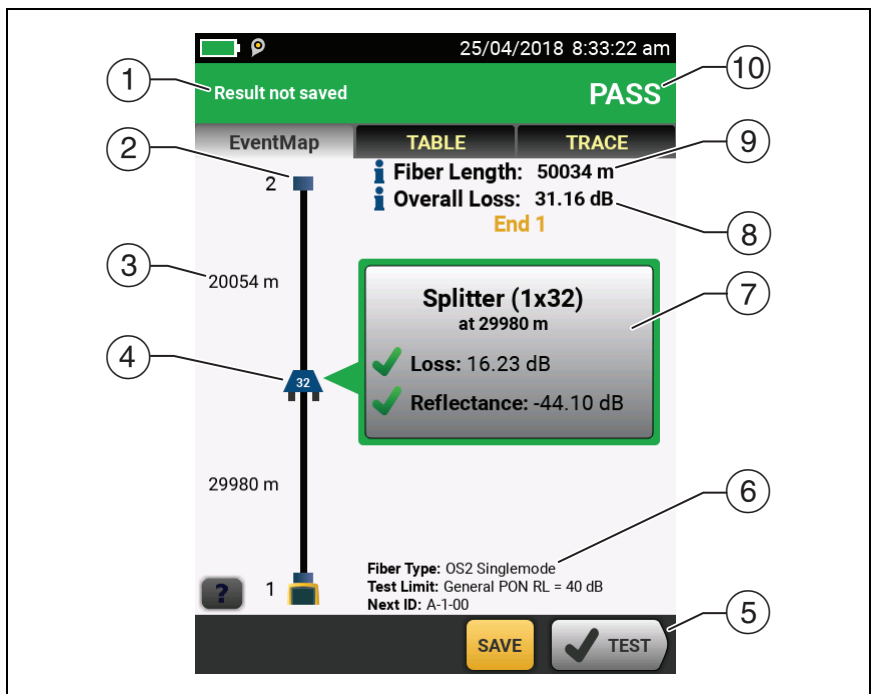 25/04/2018 8:33:22 am
1
Result not saved
PASS
10
EventMap
TABLE
TRACE
2
2
Fiber Length: 50034 m
9
Overall Loss: 31.16 dB
8
End 1
3
20054 m
Splitter (1x32)
7
at 29980 m
4
32
Loss: 16.23 dB
Reflectance: -44.10 dB
29980 m
6
Fiber Type: OS2 Singlemode
Test Limit: General PON RL = 40 dB
Next ID: A-1-00
?
1
5
SAVE
TEST